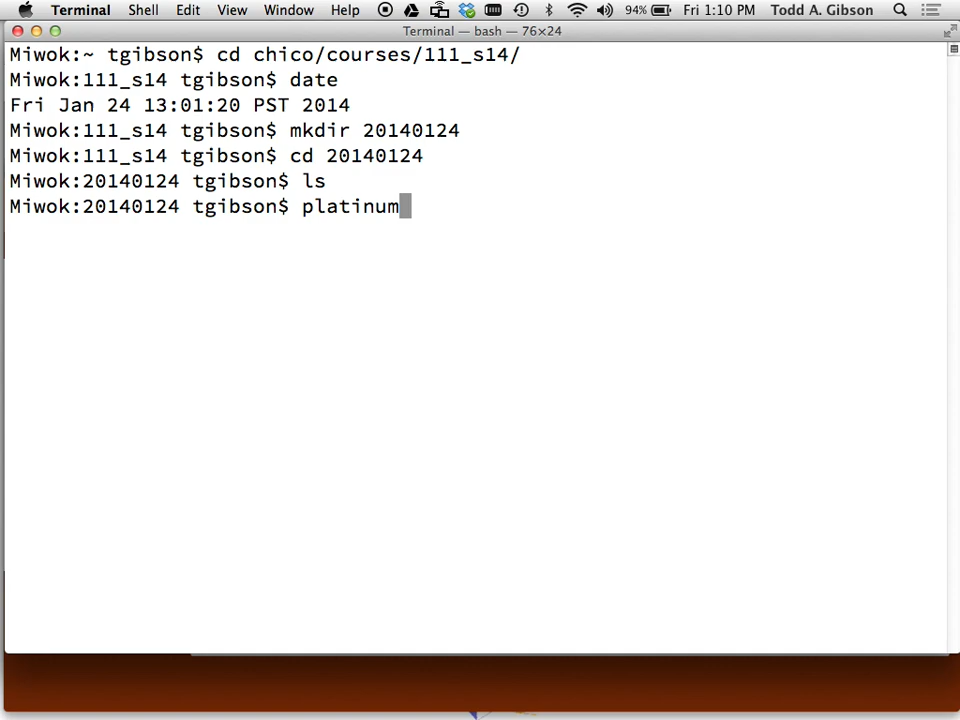 Terminal Shell Edit View Window Help 94% Fri 1:10 PM Todd A. Gibson
Terminal — bash — 76×24
Miwok:~ tgibson$ cd chico/courses/111_s14/
Miwok:111_s14 tgibson$ date
Fri Jan 24 13:01:20 PST 2014
Miwok:111_s14 tgibson$ mkdir 20140124
Miwok:111_s14 tgibson$ cd 20140124
Miwok:20140124 tgibson$ ls
Miwok:20140124 tgibson$ platinum